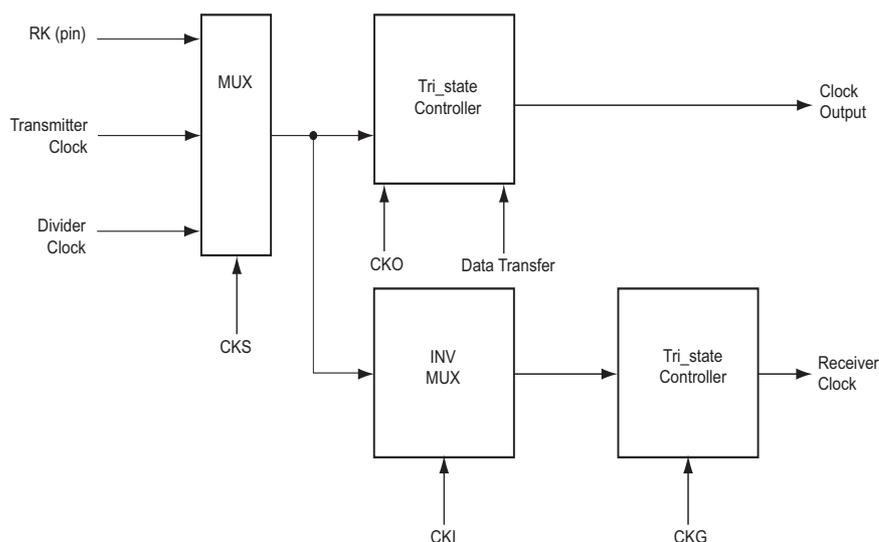 RK (pin)
MUX
Tri_state
Controller
Clock
Output
Transmitter
Clock
Divider
Clock
CKO
Data Transfer
CKS
INV
MUX
Tri_state
Controller
Receiver
Clock
CKI
CKG